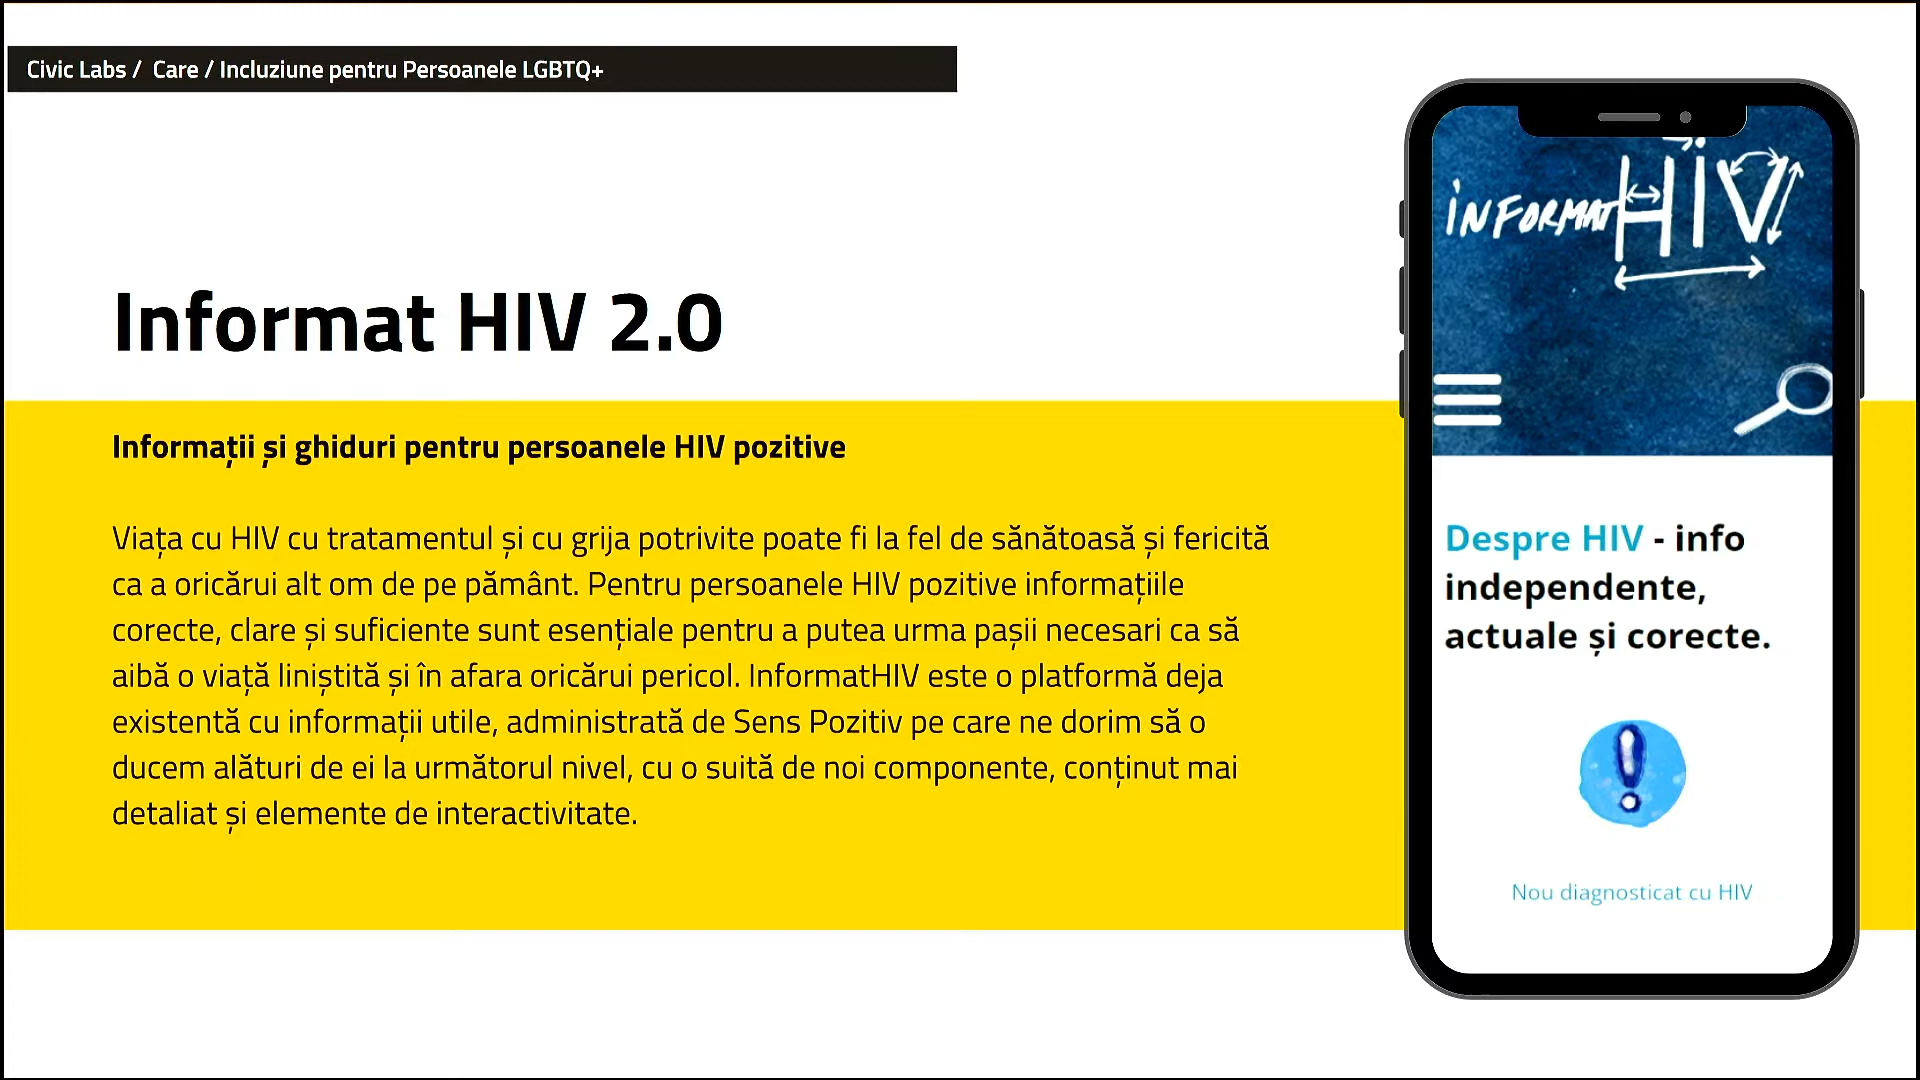 Civic Labs / Care / Incluziune pentru Persoanele LGBTQ+
Informat HIV 2.0
Informații și ghiduri pentru persoanele HIV pozitive
Viața cu HIV cu tratamentul și cu grija potrivite poate fi la fel de sănătoasă și fericită
ca a oricărui alt om de pe pământ. Pentru persoanele HIV pozitive informațiile
corecte, clare și suficiente sunt esențiale pentru a putea urma pașii necesari ca să
aibă o viață liniștită și în afara oricărui pericol. InformatHIV este o platformă deja
existentă cu informații utile, administrată de Sens Pozitiv pe care ne dorim să o
ducem alături de ei la următorul nivel, cu o suită de noi componente, conținut mai
detaliat și elemente de interactivitate.
INFORMAT HIV
Despre HIV - info
independente,
actuale și corecte.
Nou diagnosticat cu HIV